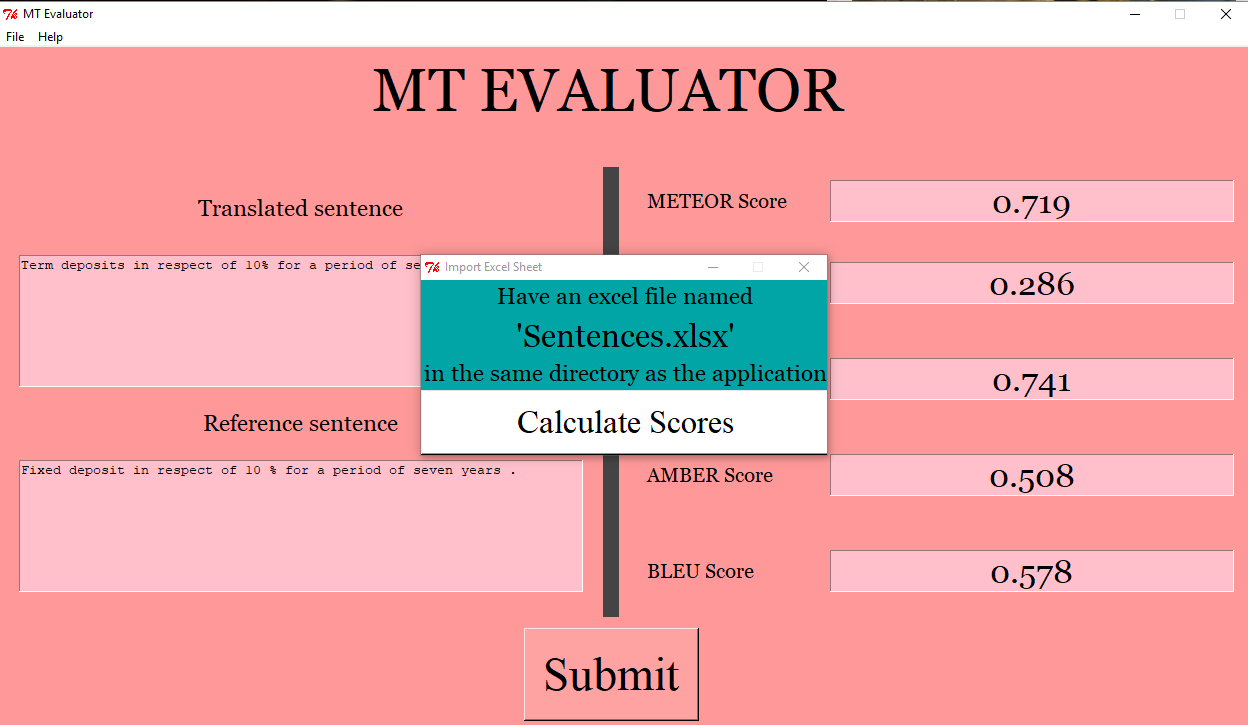 MT Evaluator
File Help
MT EVALUATOR
Translated sentence
Term deposits in respect of 10% for a period of
Reference sentence
Fixed deposit in respect of 10 % for a period of seven years .
Import Excel Sheet
Have an excel file named
'Sentences.xlsx'
in the same directory as the application
Calculate Scores
METEOR Score
0.719
0.286
0.741
AMBER Score
0.508
BLEU Score
0.578
Submit